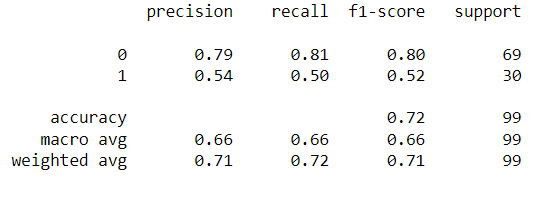 precision recall f1-score support
0 0.79 0.81 0.80 69
1 0.54 0.50 0.52 30
accuracy 0.72 99
macro avg 0.66 0.66 0.66 99
weighted avg 0.71 0.72 0.71 99